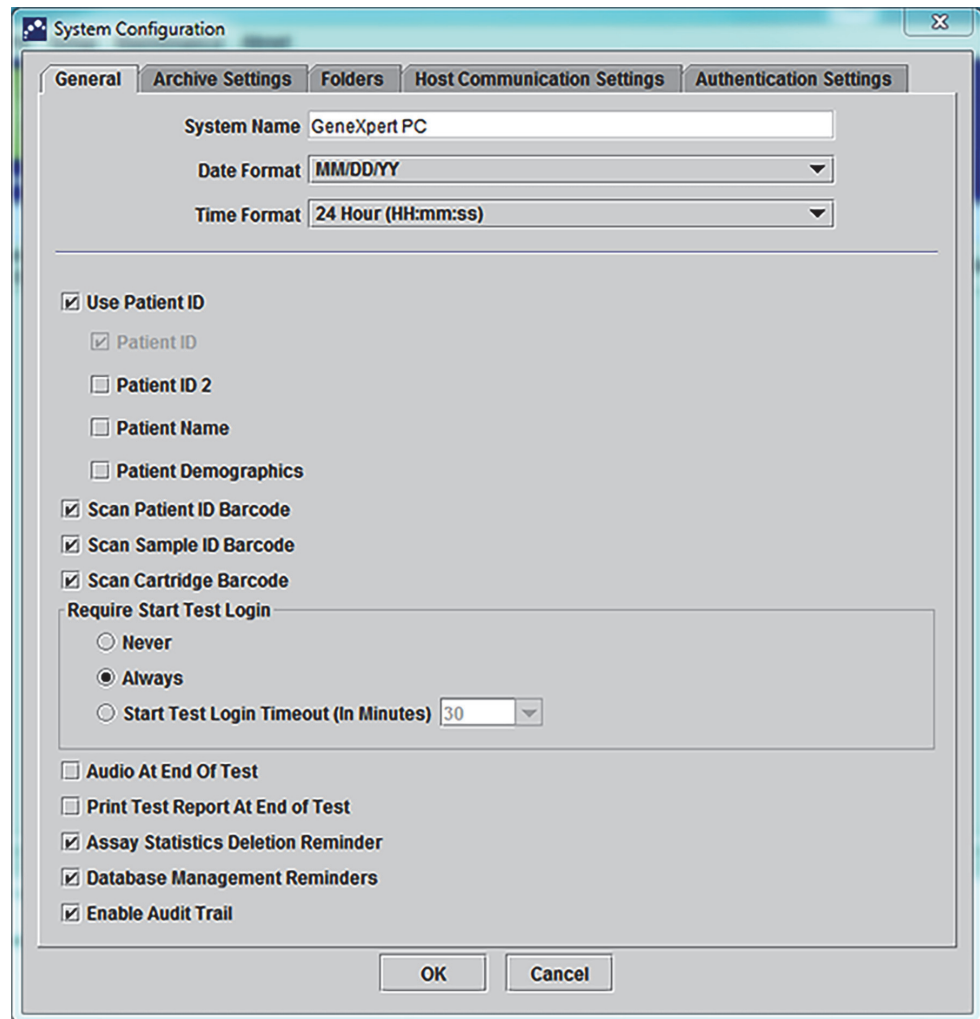 System Configuration
General Archive Settings Folders Host Communication Settings Authentication Settings
System Name GeneXpert PC
Date Format MM/DD/YY
Time Format 24 Hour (HH:mm:ss)
Use Patient ID
Patient ID
Patient ID 2
Patient Name
Patient Demographics
Scan Patient ID Barcode
Scan Sample ID Barcode
Scan Cartridge Barcode
Require Start Test Login
Never
Always
Start Test Login Timeout (In Minutes) 30
Audio At End Of Test
Print Test Report At End of Test
Assay Statistics Deletion Reminder
Database Management Reminders
Enable Audit Trail
OK Cancel